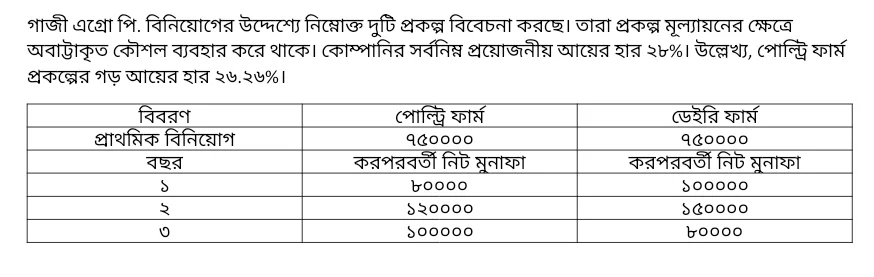 গাজী এগ্রো পি. বিনিয়োগের উদ্দেশ্যে নিম্নোক্ত দুটি প্রকল্প বিবেচনা করছে। তারা প্রকল্প মূল্যায়নের ক্ষেত্রে
অবাট্টাকৃত কৌশল ব্যবহার করে থাকে। কোম্পানির সর্বনিম্ন প্রয়োজনীয় আয়ের হার ২৮%। উল্লেখ্য, পোল্ট্রি ফার্ম
প্রকল্পের গড় আয়ের হার ২৬.২৬%।
বিবরণ পোল্ট্রি ফার্ম ডেইরি ফার্ম
প্রাথমিক বিনিয়োগ ৭৫০০০০ ৭৫০০০০
বছর করপরবর্তী নিট মুনাফা করপরবর্তী নিট মুনাফা
১ ৮০০০০ ১০০০০০
২ ১২০০০০ ১৫০০০০
৩ ১০০০০০ ৮০০০০